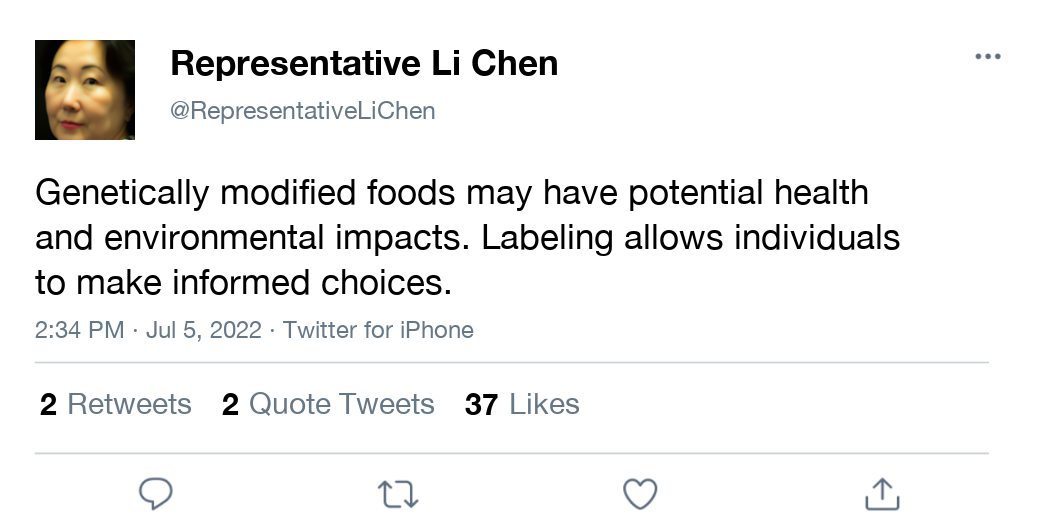 Representative Li Chen
@RepresentativeLiChen
Genetically modified foods may have potential health
and environmental impacts. Labeling allows individuals
to make informed choices.
2:34 PM · Jul 5, 2022 · Twitter for iPhone
2 Retweets 2 Quote Tweets 37 Likes